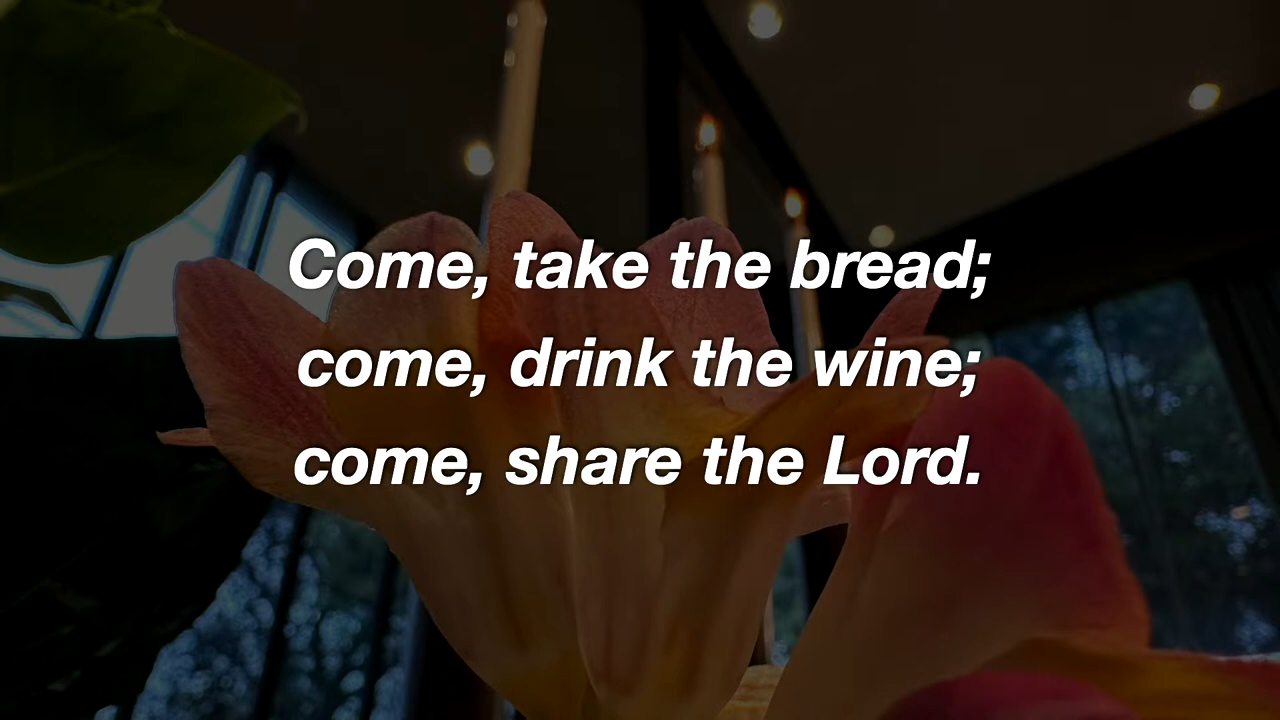 Come, take the bread;
come, drink the wine;
come, share the Lord.